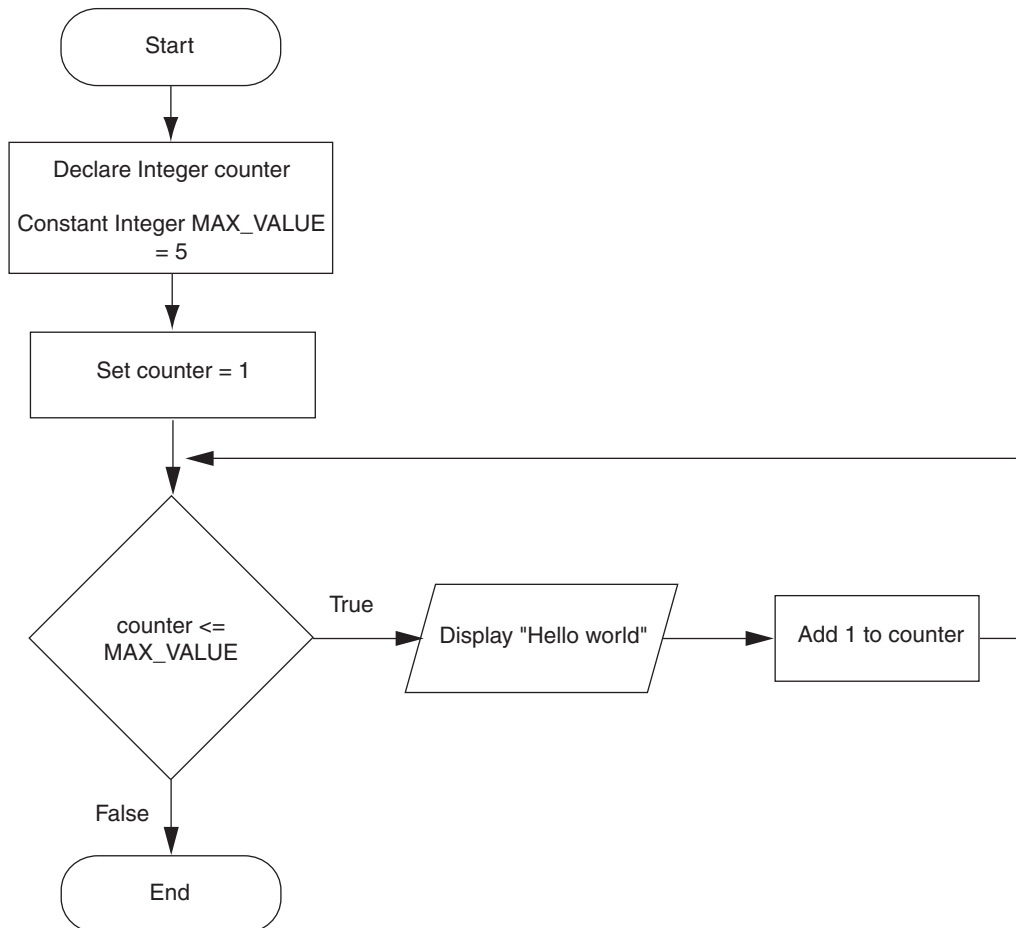 Start
Declare Integer counter
Constant Integer MAX_VALUE
= 5
Set counter = 1
counter <=
MAX_VALUE
True
Display "Hello world"
Add 1 to counter
False
End